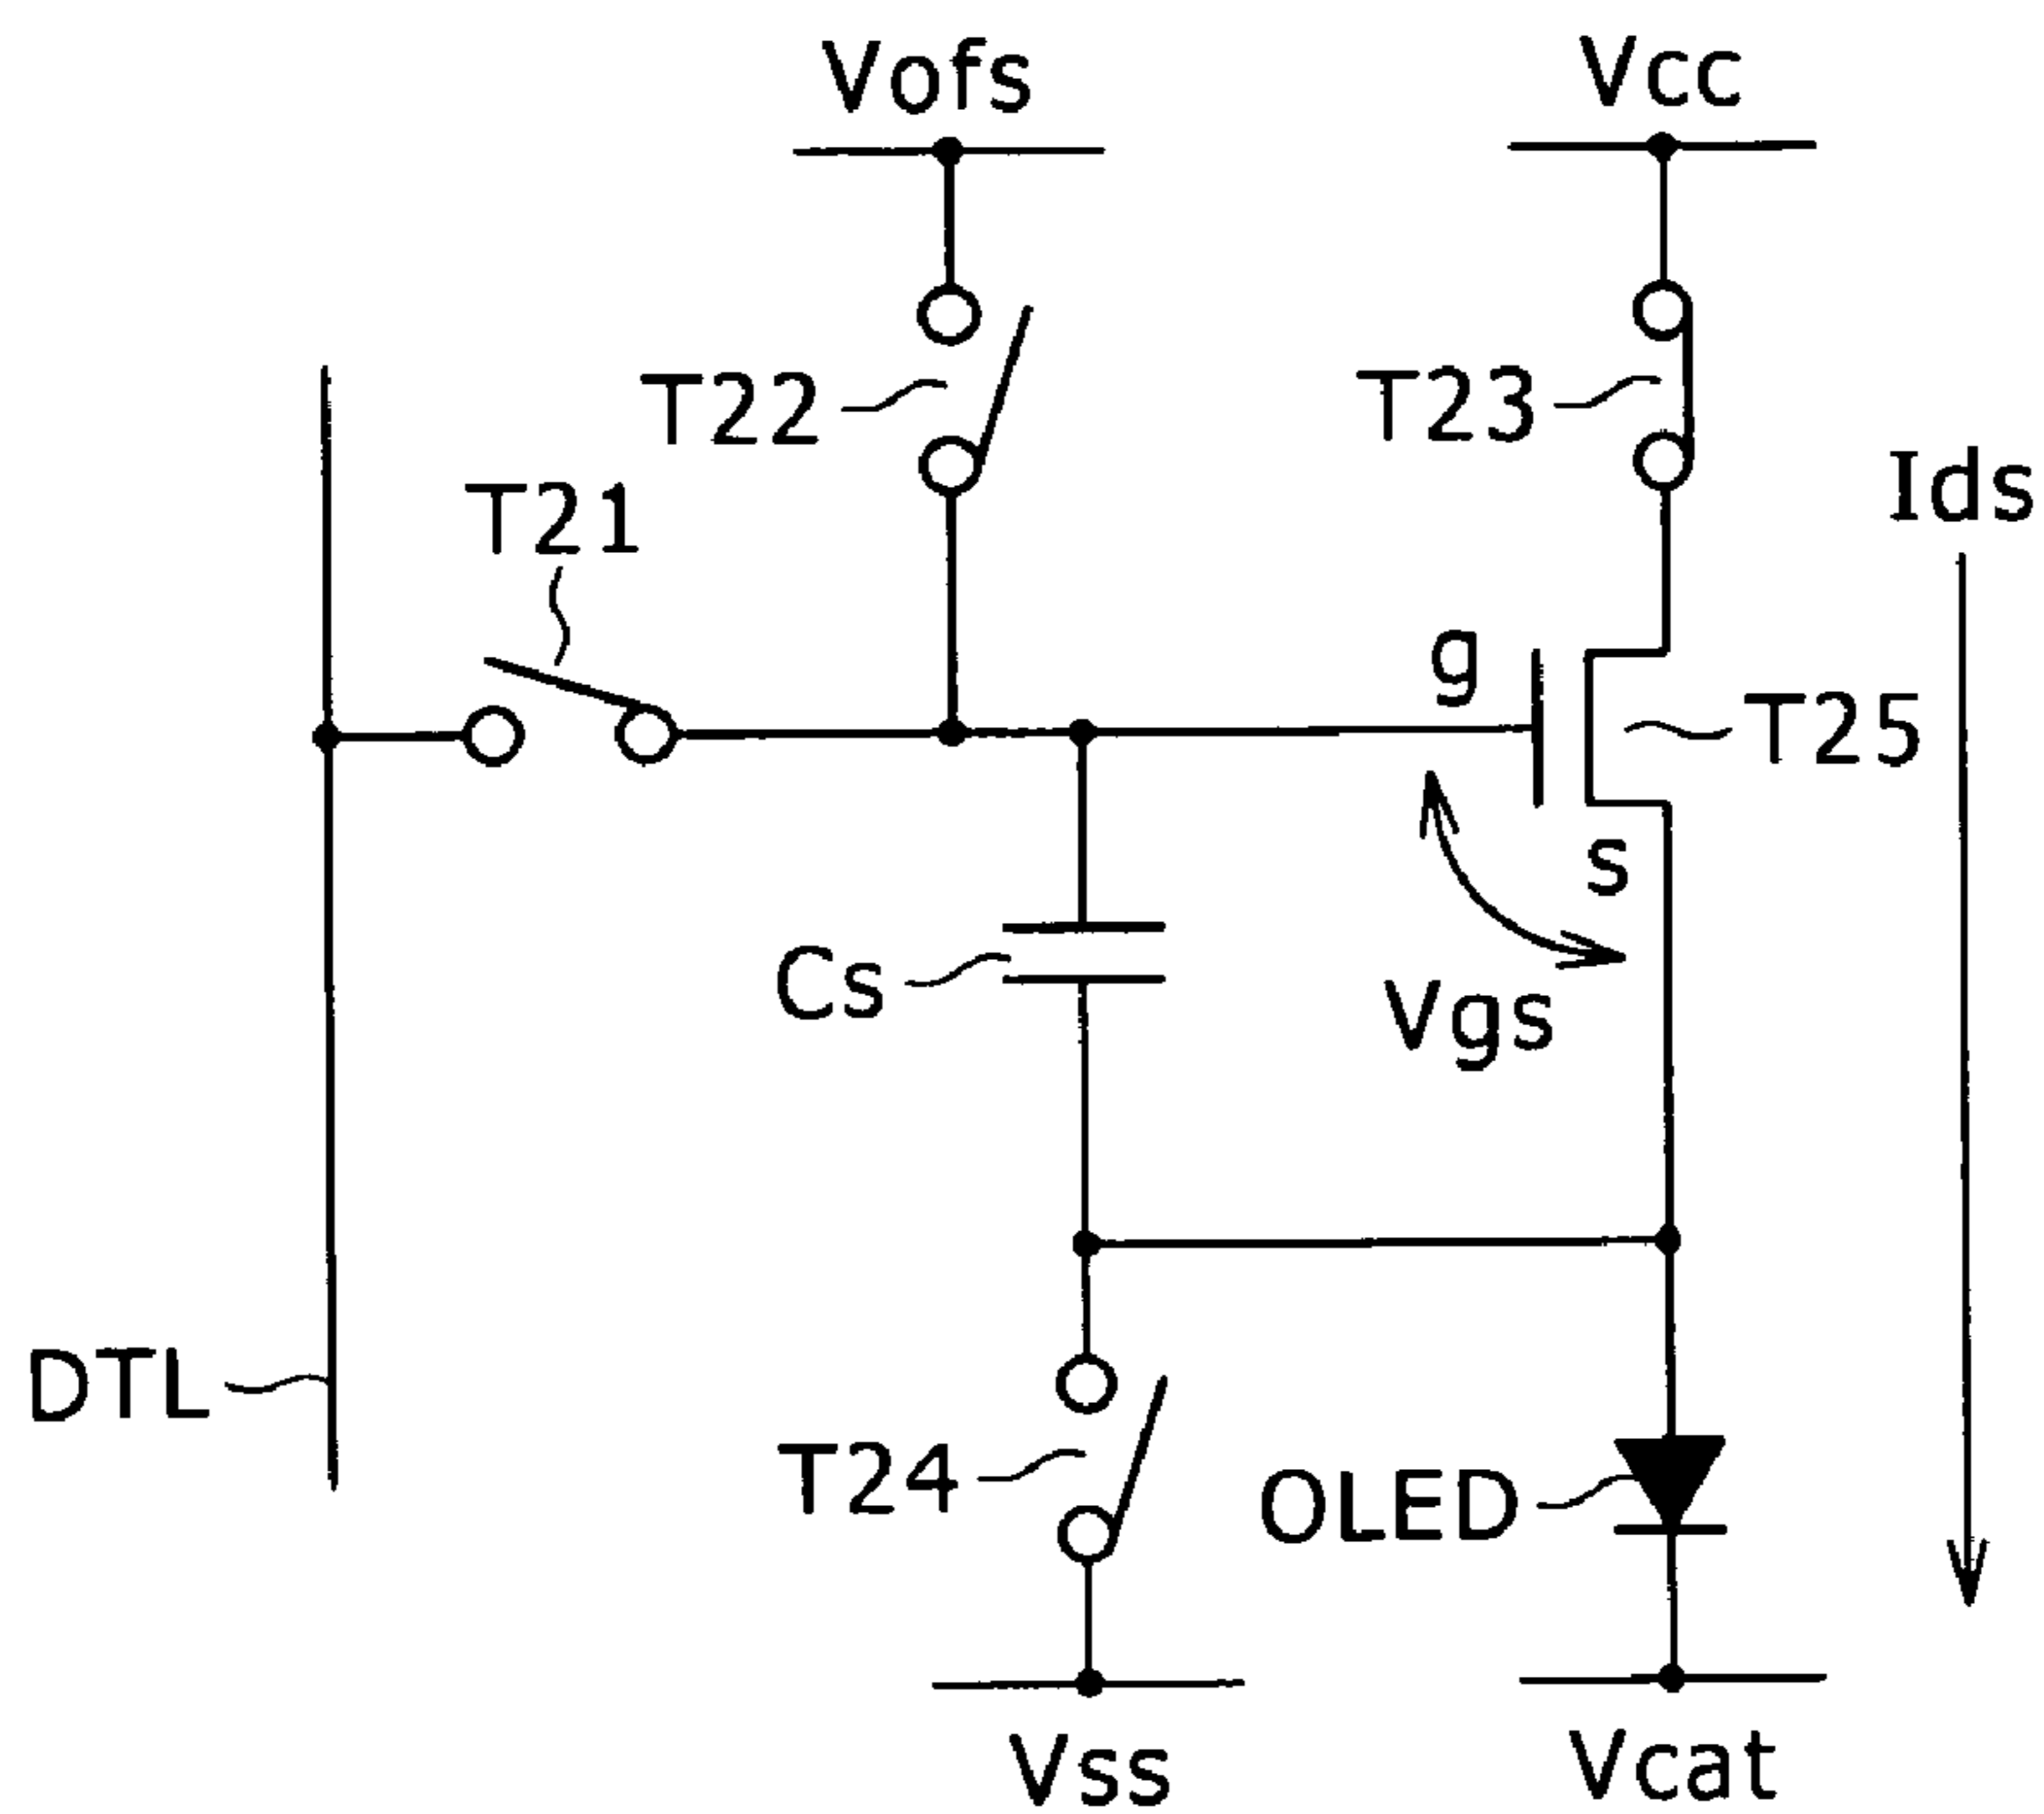 Vofs
Vcc
T22
T23
Ids
T21
g
T25
s
Cs
Vgs
DTL
T24
OLED
Vss
Vcat